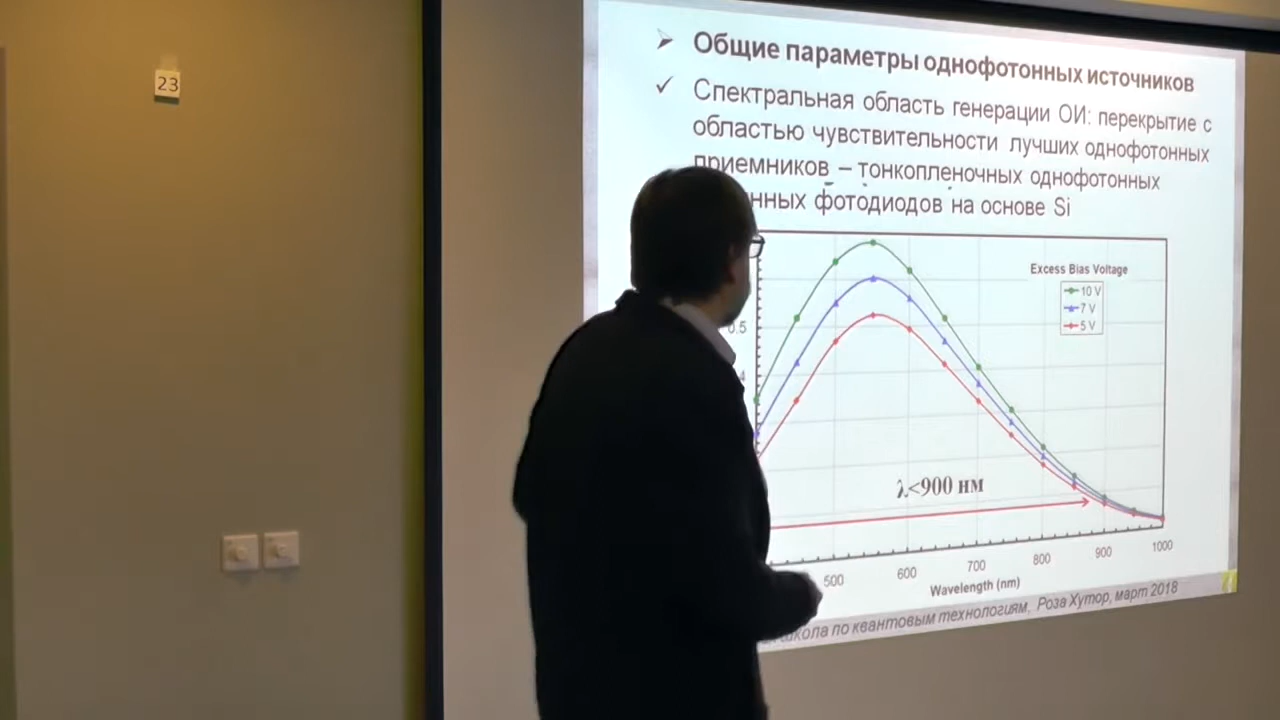 23
Общие параметры однофотонных источников
Спектральная область генерации ОИ: перекрытие с
областью чувствительности лучших однофотонных
приемников – тонкопленочных однофотонных
фотодиодов на основе Si
Excess Bias Voltage
10 V
7 V
5 V
0.5
λ<900 нм
500 600 700 800 900 1000
Wavelength (nm)
школа по квантовым технологиям, Роза Хутор, март 2018